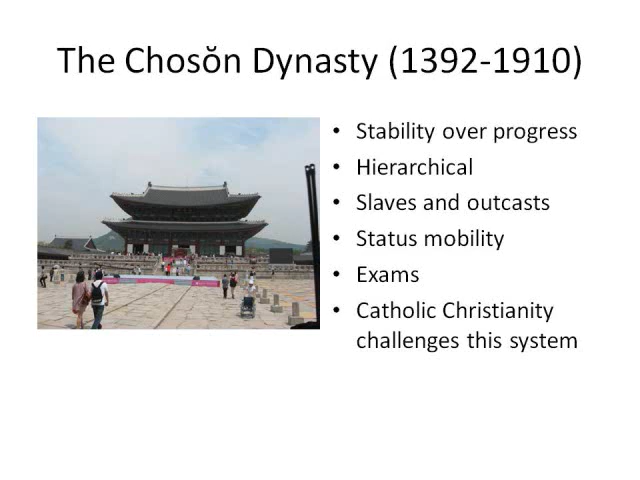 The Chosŏn Dynasty (1392-1910)
• Stability over progress
• Hierarchical
• Slaves and outcasts
• Status mobility
• Exams
• Catholic Christianity
challenges this system